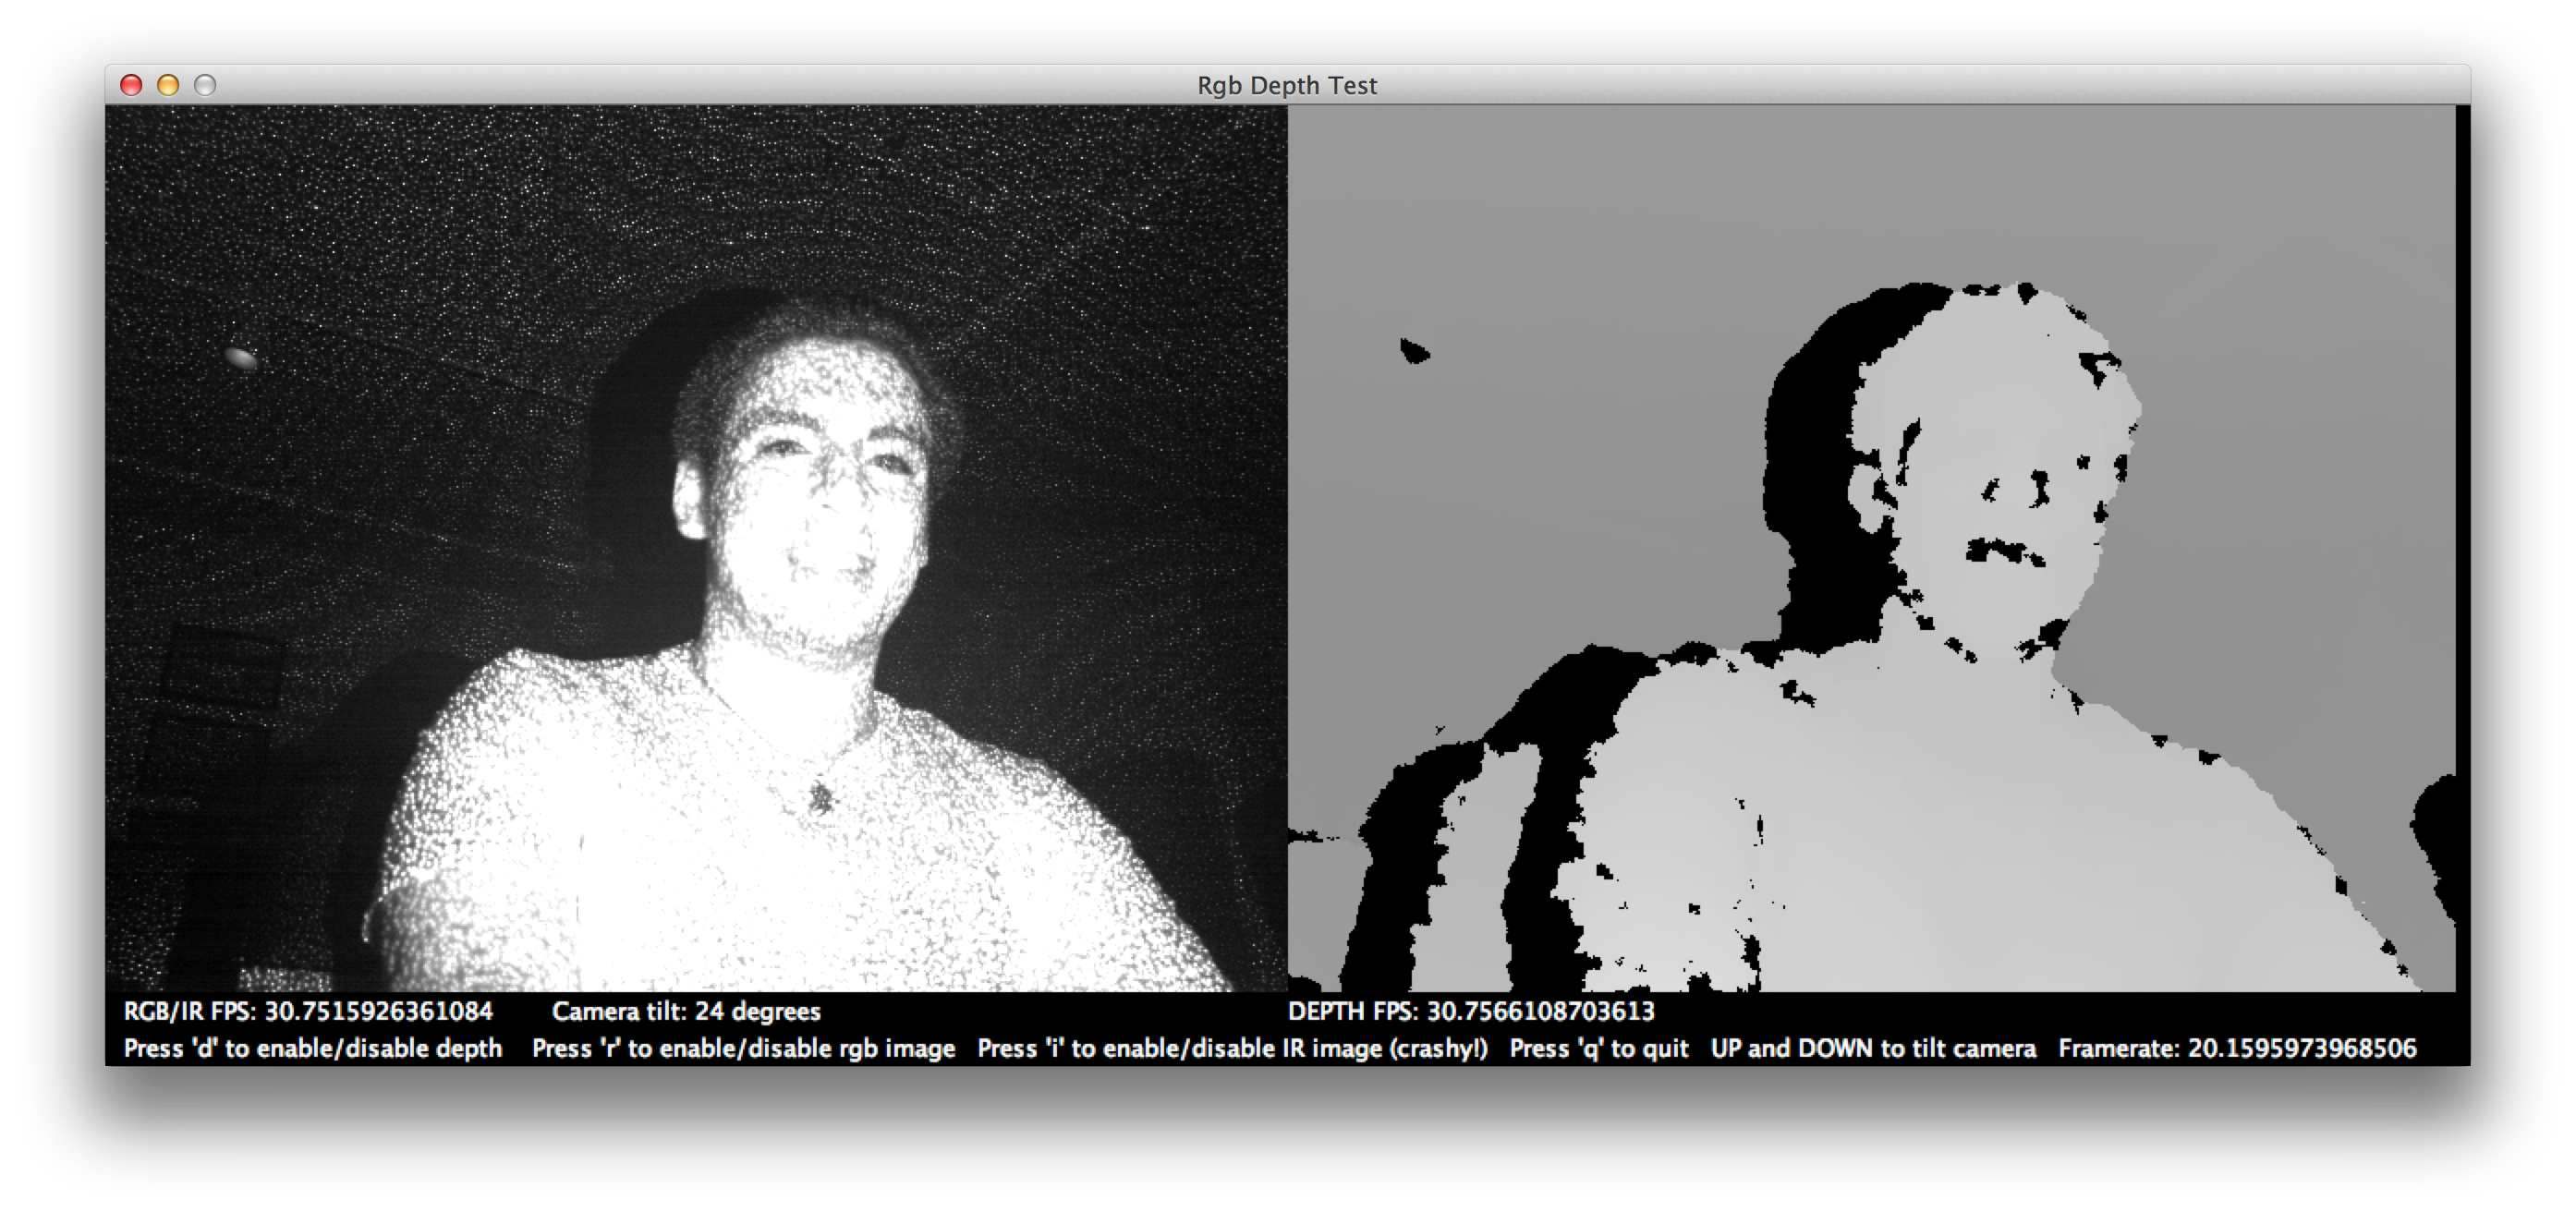 Rgb Depth Test
RGB/IR FPS: 30.7515926361084 Camera tilt: 24 degrees DEPTH FPS: 30.7566108703613
Press 'd' to enable/disable depth Press 'r' to enable/disable rgb image Press 'i' to enable/disable IR image (crashy!) Press 'q' to quit UP and DOWN to tilt camera Framerate: 20.1595973968506